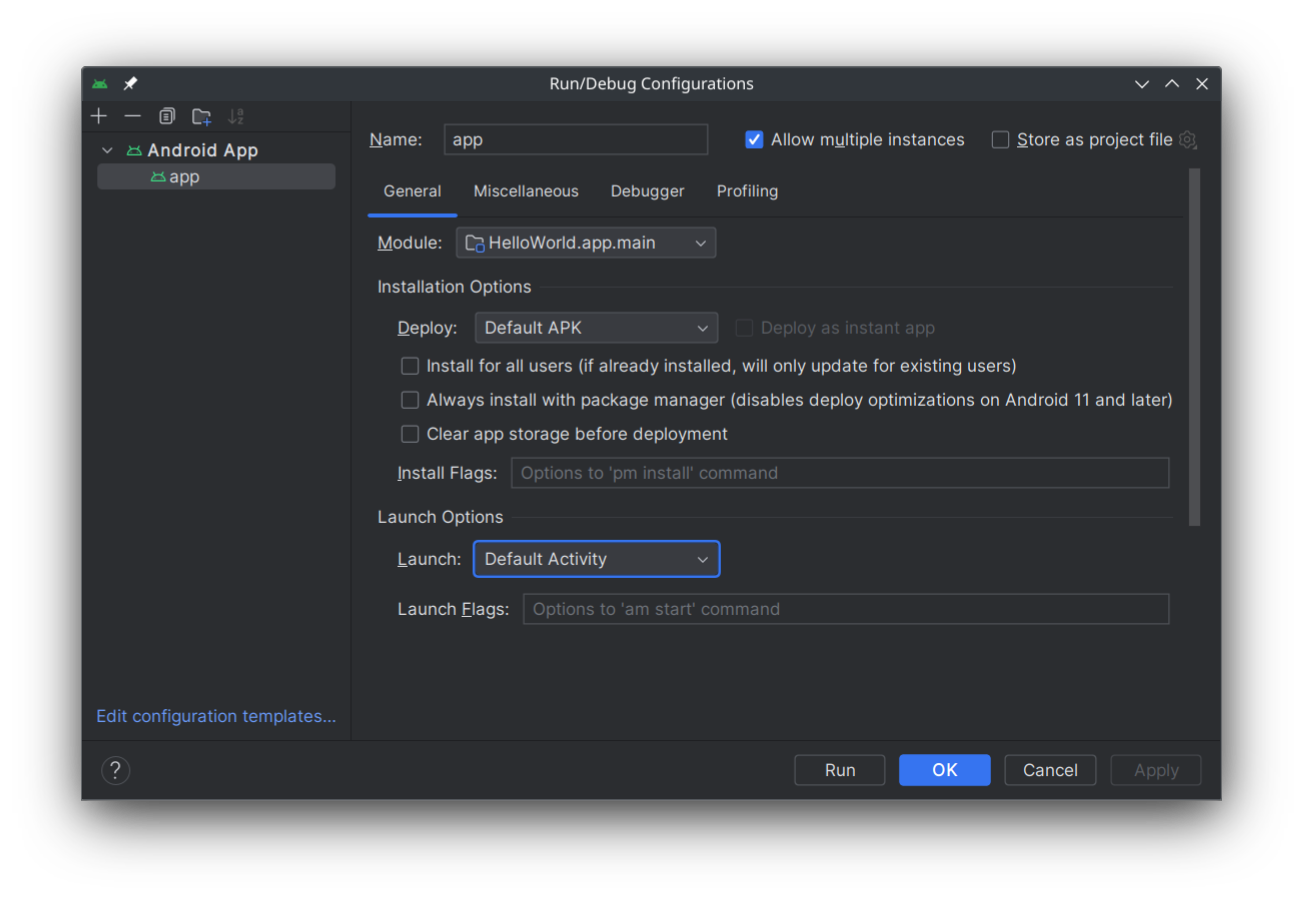 Run/Debug Configurations
Android App
app
Edit configuration templates...
Name: app Allow multiple instances Store as project file
General Miscellaneous Debugger Profiling
Module: HelloWorld.app.main
Installation Options
Deploy: Default APK Deploy as instant app
Install for all users (if already installed, will only update for existing users)
Always install with package manager (disables deploy optimizations on Android 11 and later)
Clear app storage before deployment
Install Flags: Options to 'pm install' command
Launch Options
Launch: Default Activity
Launch Flags: Options to 'am start' command
? Run OK Cancel Apply